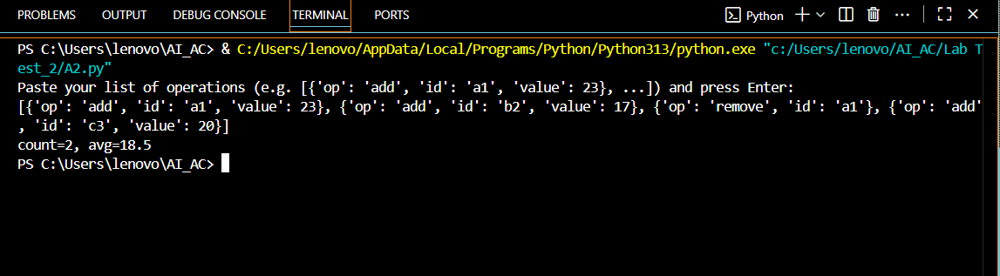 PROBLEMS OUTPUT DEBUG CONSOLE TERMINAL PORTS Python
PS C:\Users\lenovo\AI_AC> & C:/Users/lenovo/AppData/Local/Programs/Python/Python313/python.exe "c:/Users/lenovo/AI_AC/Lab T
est_2/A2.py"
Paste your list of operations (e.g. [{'op': 'add', 'id': 'a1', 'value': 23}, ...]) and press Enter:
[{'op': 'add', 'id': 'a1', 'value': 23}, {'op': 'add', 'id': 'b2', 'value': 17}, {'op': 'remove', 'id': 'a1'}, {'op': 'add'
, 'id': 'c3', 'value': 20}]
count=2, avg=18.5
PS C:\Users\lenovo\AI_AC>